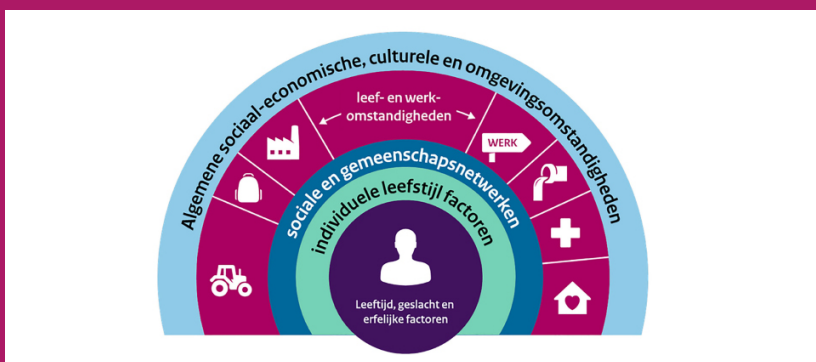 Algemene sociaal-economische, culturele en omgevingsomstandigheden
leef- en werk-
omstandigheden
WERK
sociale en gemeenschapsnetwerken
individuele leefstijl factoren
Leeftijd, geslacht en
erfelijke factoren